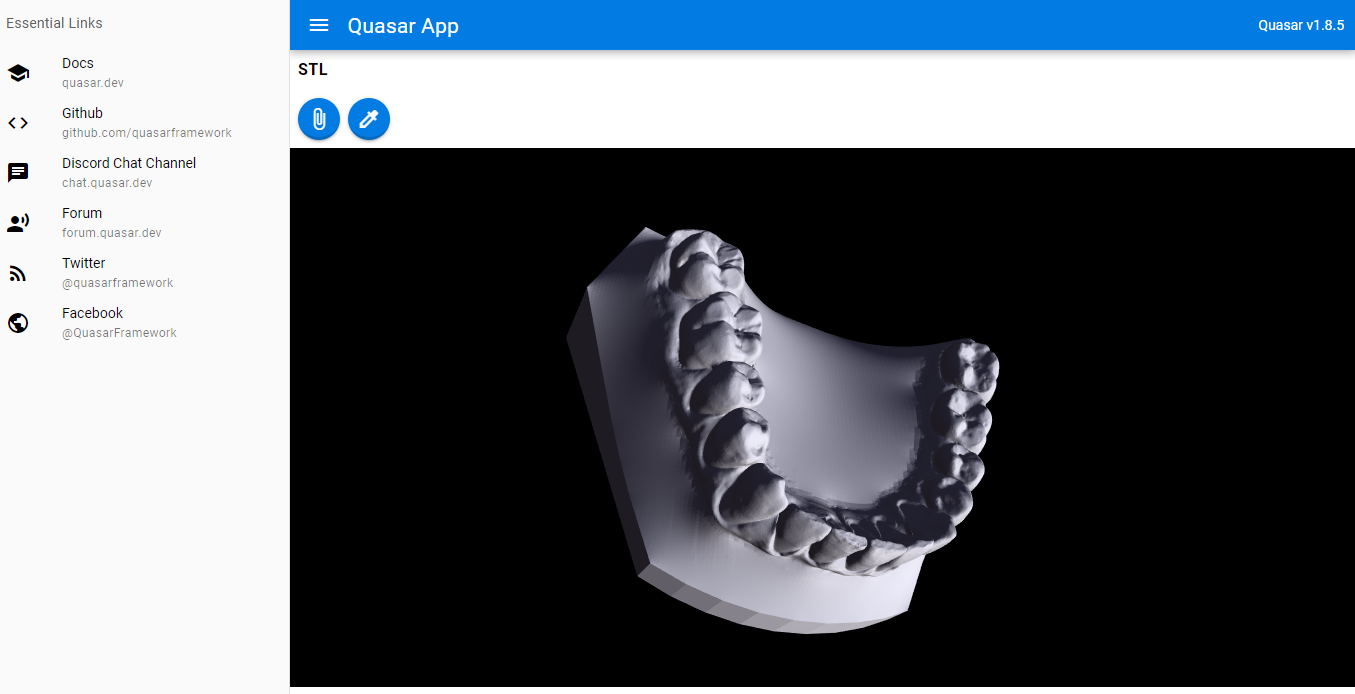 Essential Links
Docs
quasar.dev
Github
github.com/quasarframework
Discord Chat Channel
chat.quasar.dev
Forum
forum.quasar.dev
Twitter
@quasarframework
Facebook
@QuasarFramework
Quasar App
Quasar v1.8.5
STL